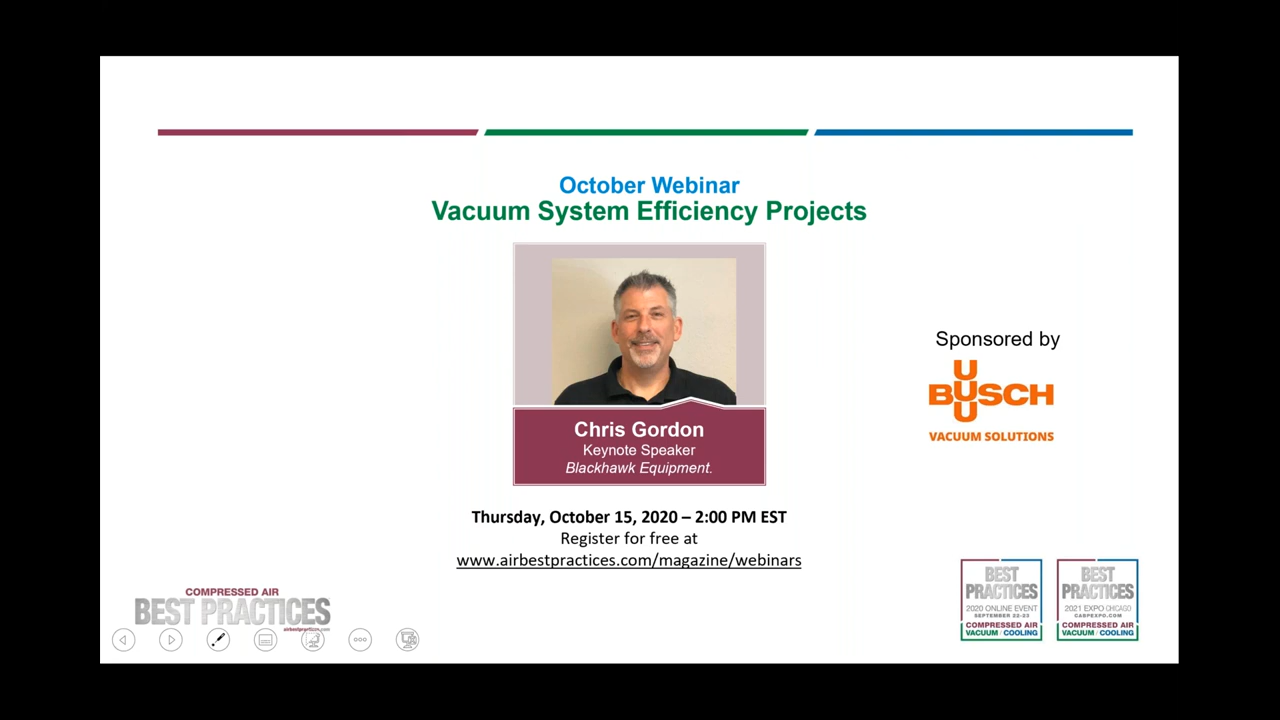 October Webinar
Vacuum System Efficiency Projects
Chris Gordon
Keynote Speaker
Blackhawk Equipment.
Sponsored by
BUSCH
VACUUM SOLUTIONS
Thursday, October 15, 2020 – 2:00 PM EST
Register for free at
www.airbestpractices.com/magazine/webinars
COMPRESSED AIR
BEST PRACTICES
airbestpractices.com
BEST
PRACTICES
2020 ONLINE EVENT
SEPTEMBER 22-23
COMPRESSED AIR
VACUUM / COOLING
BEST
PRACTICES
2021 EXPO CHICAGO
CABPEXPO.COM
COMPRESSED AIR
VACUUM / COOLING